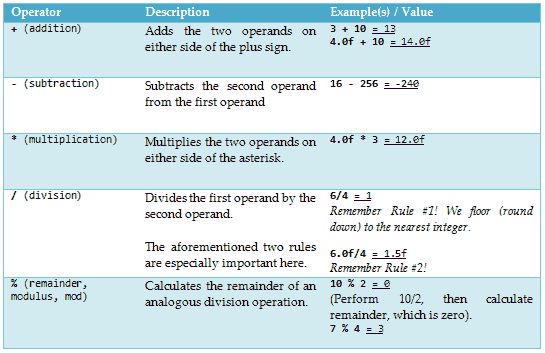 Operator Description Example(s) / Value
+ (addition) Adds the two operands on either side of the plus sign. 3 + 10 = 13
4.0f + 10 = 14.0f
- (subtraction) Subtracts the second operand from the first operand 16 - 256 = -240
* (multiplication) Multiplies the two operands on either side of the asterisk. 4.0f * 3 = 12.0f
/ (division) Divides the first operand by the second operand.
The aforementioned two rules are especially important here.
6/4 = 1
Remember Rule #1! We floor (round down) to the nearest integer.
6.0f/4 = 1.5f
Remember Rule #2!
% (remainder, modulus, mod) Calculates the remainder of an analogous division operation.
10 % 2 = 0
(Perform 10/2, then calculate remainder, which is zero).
7 % 4 = 3